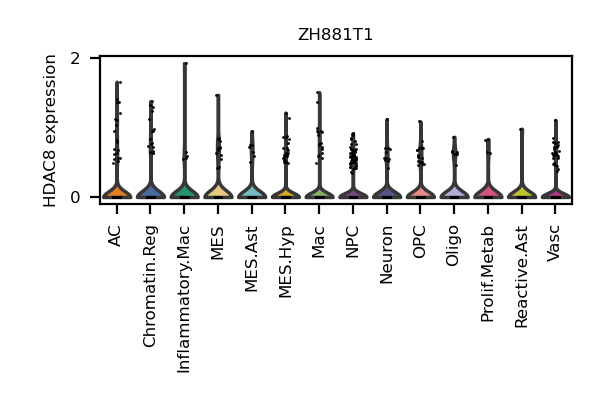 ZH881T1
HDAC8 expression
2
0
AC
Chromatin.Reg
Inflammatory.Mac
MES
MES.Ast
MES.Hyp
Mac
NPC
Neuron
OPC
Oligo
Prolif.Metab
Reactive.Ast
Vasc